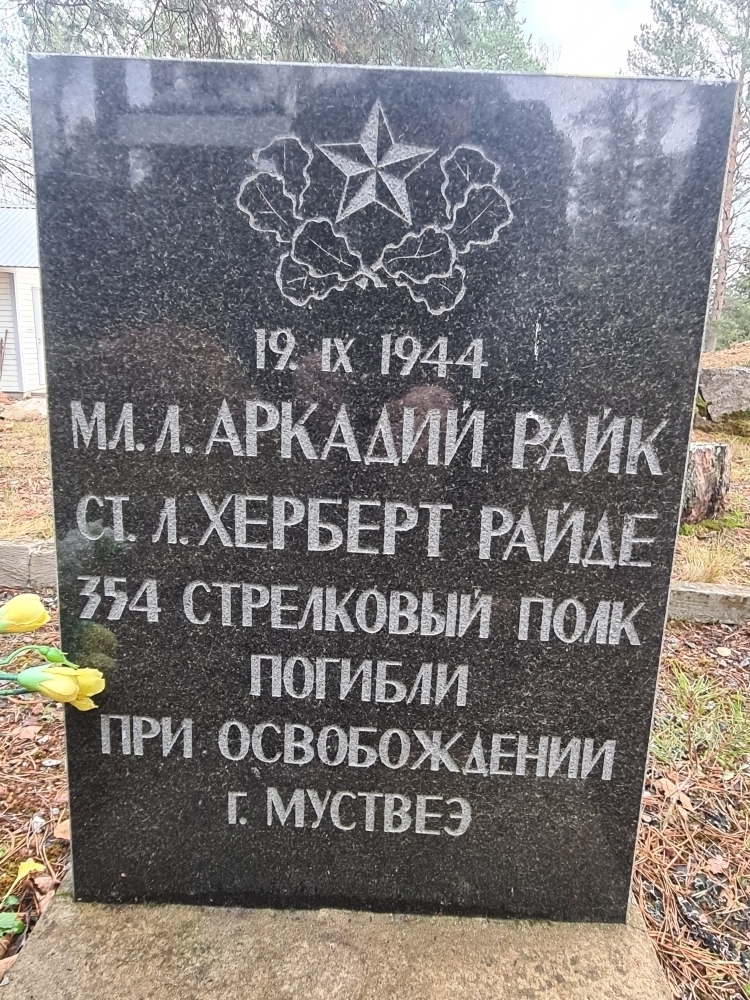 19. IX 1944
МЛ. Л. АРКАДИЙ РАЙК
СТ. Л. ХЕРБЕРТ РАЙДЕ
354 СТРЕЛКОВЫЙ ПОЛК
ПОГИБЛИ
ПРИ ОСВОБОЖДЕНИИ
Г. МУСТВЕЭ